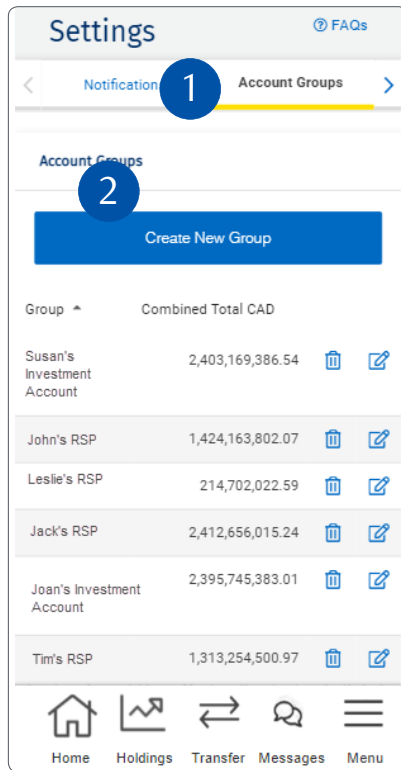 Settings
FAQs
Notification
1
Account Groups
Account Groups
2
Create New Group
Group
Combined Total CAD
Susan's
Investment
Account
2,403,169,386.54
John's RSP
1,424,163,802.07
Leslie's RSP
214,702,022.59
Jack's RSP
2,412,656,015.24
Joan's Investment
Account
2,395,745,383.01
Tim's RSP
1,313,254,500.97
Home
Holdings
Transfer
Messages
Menu